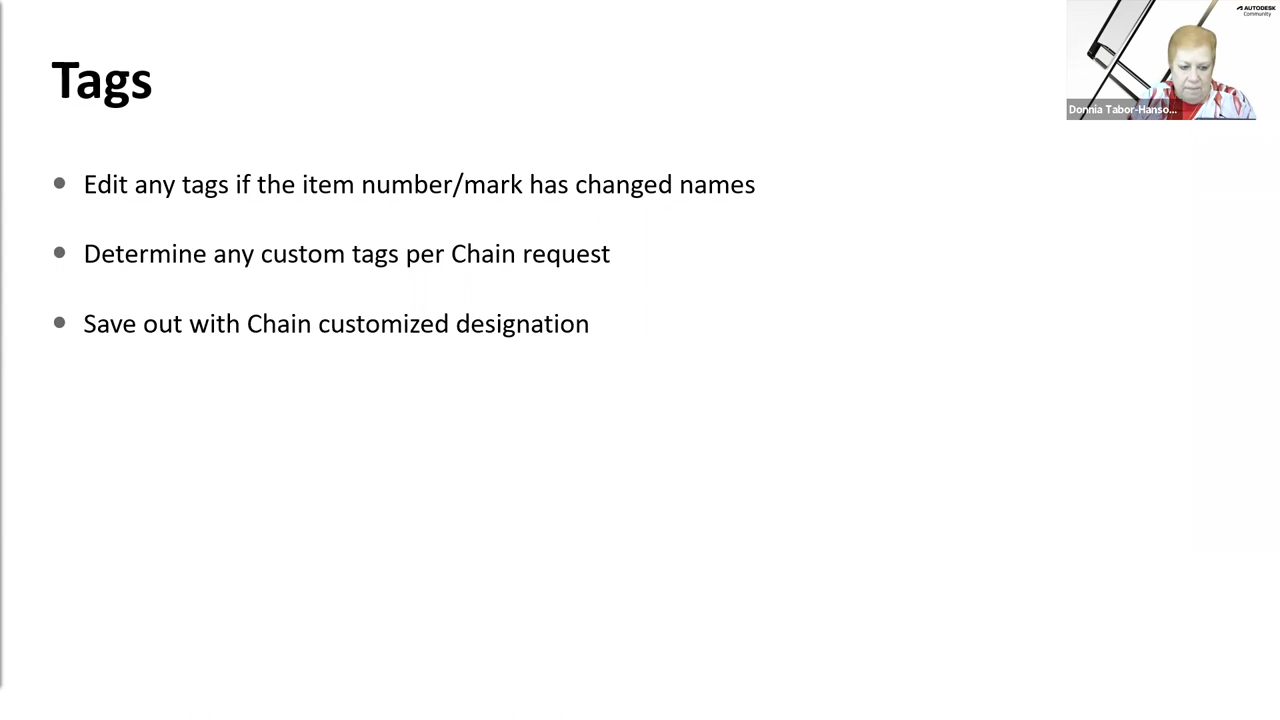 Tags
AUTODESK
Community
Donnia Tabor-Hanso...
Edit any tags if the item number/mark has changed names
Determine any custom tags per Chain request
Save out with Chain customized designation